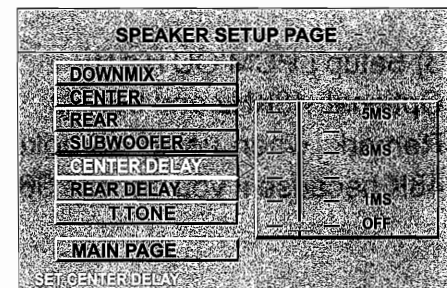 SPEAKER SETUP PAGE
DOWNMIX
CENTER
REAR
SUBWOOFER
CENTER DELAY
REAR DELAY
T.TONE
MAIN PAGE
5MS
3MS
1MS
OFF
SET CENTER DELAY